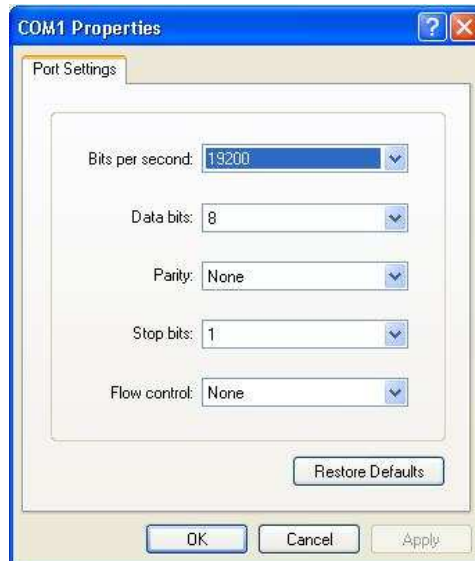 COM1 Properties
Port Settings
Bits per second: 19200
Data bits: 8
Parity: None
Stop bits: 1
Flow control: None
Restore Defaults
OK Cancel Apply